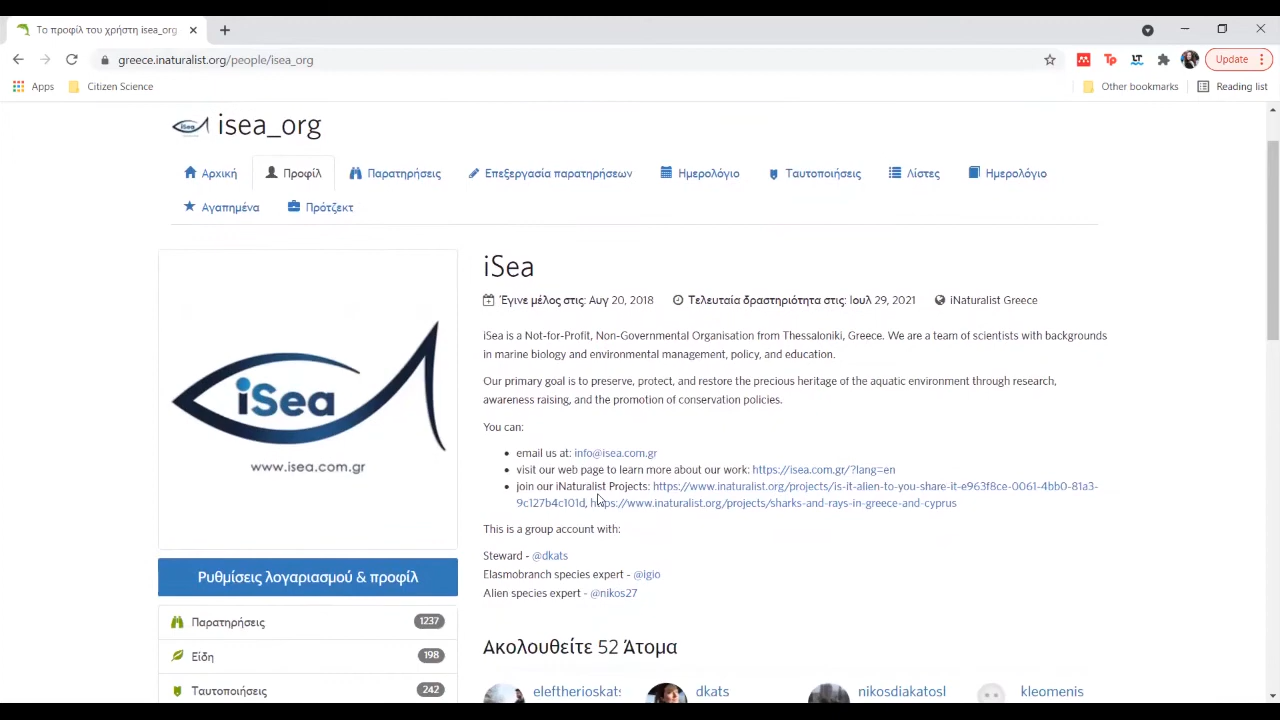 Το προφίλ του χρήστη isea_org
greece.inaturalist.org/people/isea_org
Tp
LT
Update
Apps
Citizen Science
Other bookmarks
Reading list
iSea
isea_org
Αρχική
Προφίλ
Παρατηρήσεις
Επεξεργασία παρατηρήσεων
Ημερολόγιο
Ταυτοποιήσεις
Λίστες
Ημερολόγιο
Αγαπημένα
Πρότζεκτ
iSea
www.isea.com.gr
iSea
Έγινε μέλος στις: Αυγ 20, 2018
Τελευταία δραστηριότητα στις: Ιουλ 29, 2021
iNaturalist Greece
iSea is a Not-for-Profit, Non-Governmental Organisation from Thessaloniki, Greece. We are a team of scientists with backgrounds
in marine biology and environmental management, policy, and education.
Our primary goal is to preserve, protect, and restore the precious heritage of the aquatic environment through research,
awareness raising, and the promotion of conservation policies.
You can:
• email us at: info@isea.com.gr
• visit our web page to learn more about our work: https://isea.com.gr/?lang=en
• join our iNaturalist Projects: https://www.inaturalist.org/projects/is-it-alien-to-you-share-it-e963f8ce-0061-4bb0-81a3-
9c127b4c101d, https://www.inaturalist.org/projects/sharks-and-rays-in-greece-and-cyprus
This is a group account with:
Steward - @dkats
Elasmobranch species expert - @igio
Alien species expert - @nikos27
Ρυθμίσεις λογαριασμού & προφίλ
Παρατηρήσεις 1237
Είδη 198
Ταυτοποιήσεις 242
Ακολουθείτε 52 Άτομα
eleftherioskats
dkats
nikosdiakatosl
kleomenis